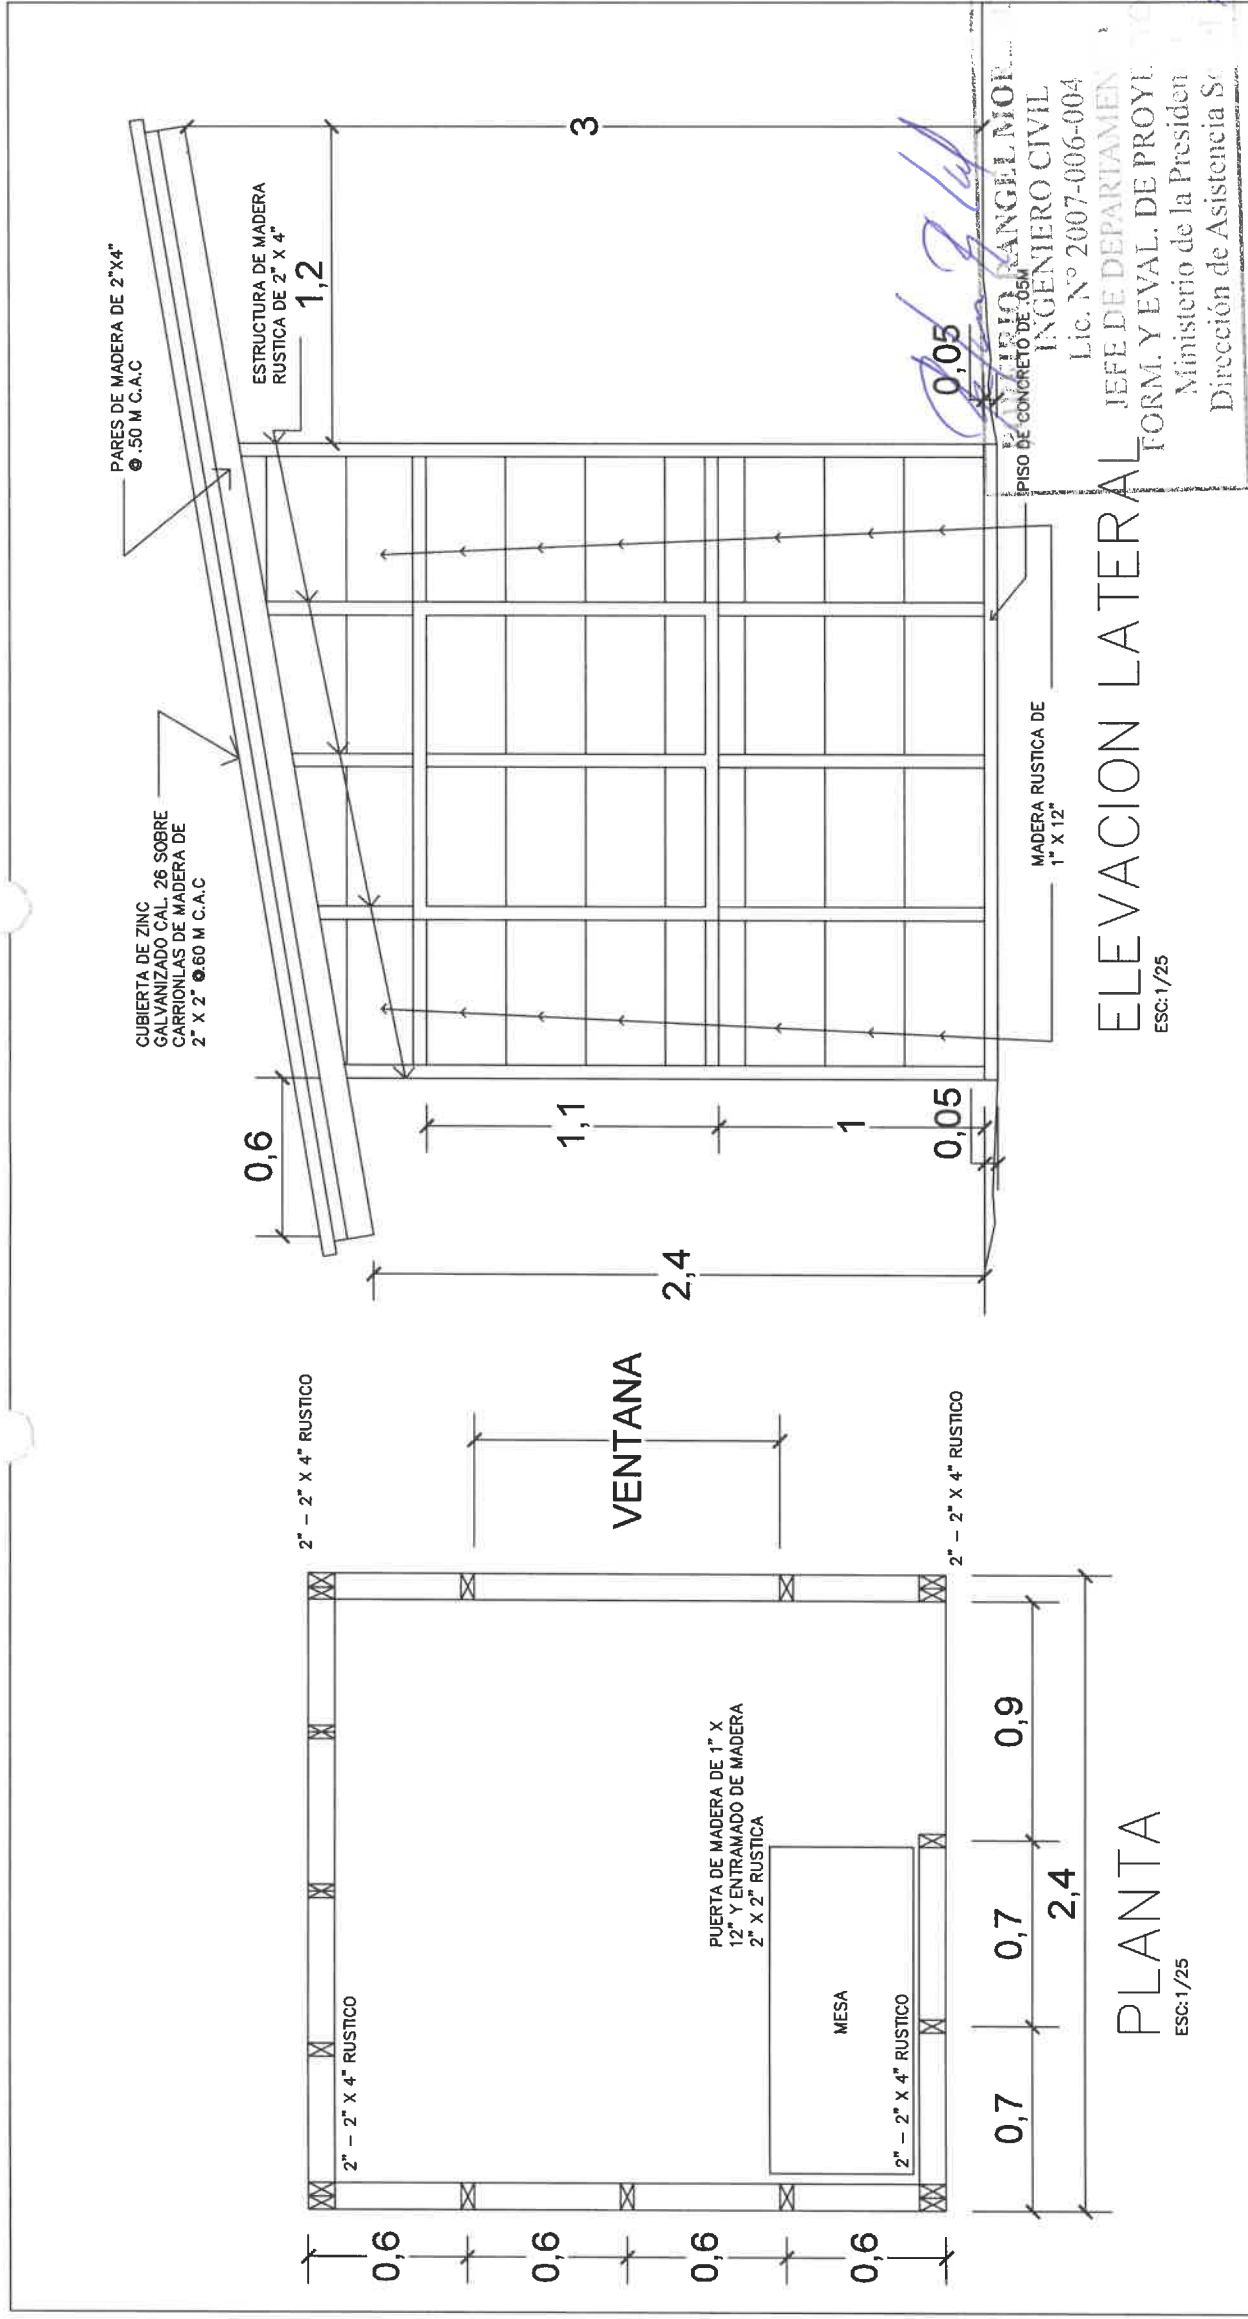 2" - 2" X 4" RUSTICO
2" - 2" X 4" RUSTICO
PUERTA DE MADERA DE 1" X
12" Y ENTRAMADO DE MADERA
2" X 2" RUSTICA
MESA
2" - 2" X 4" RUSTICO
2" - 2" X 4" RUSTICO
VENTANA
0,6
0,6
0,6
0,6
0,7
0,7
0,9
2,4
PLANTA
ESC:1/25
CUBIERTA DE ZINC
GALVANIZADO CAL. 26 SOBRE
CARRIONLAS DE MADERA DE
2" X 2" @.60 M C.A.C
PARES DE MADERA DE 2"X4"
@ .50 M C.A.C
ESTRUCTURA DE MADERA
RUSTICA DE 2" X 4"
0,6
1,2
2,4
1,1
1
0,05
3
0,05
MADERA RUSTICA DE
1" X 12"
PISO DE CONCRETO DE .05M
ELEVACION LATERAL
ESC:1/25
RANGEL
INGENIERO CIVIL
Lic. N° 2007-006-004
JEFE DE DEPARTAMEN
FORM. Y EVAL. DE PROY
Ministerio de la Presiden
Dirección de Asistencia